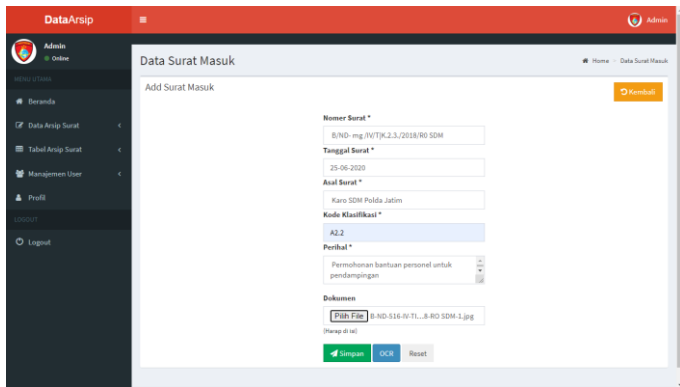 DataArsip
Admin
Admin
Online
Data Surat Masuk
Home > Data Surat Masuk
MENU UTAMA
Add Surat Masuk
Kembali
Beranda
Data Arsip Surat
Tabel Arsip Surat
Manajemen User
Profil
LOGOUT
Logout
Nomer Surat *
B/ND- mg /IV/TJK.2.3./2018/R0 SDM
Tanggal Surat *
25-06-2020
Asal Surat *
Karo SDM Polda Jatim
Kode Klasifikasi *
A2.2
Perihal *
Permohonan bantuan personel untuk
pendampingan
Dokumen
Pilih File B-ND-516-IV-TI...8-RO SDM-1.jpg
(Harap di isi)
Simpan OCR Reset